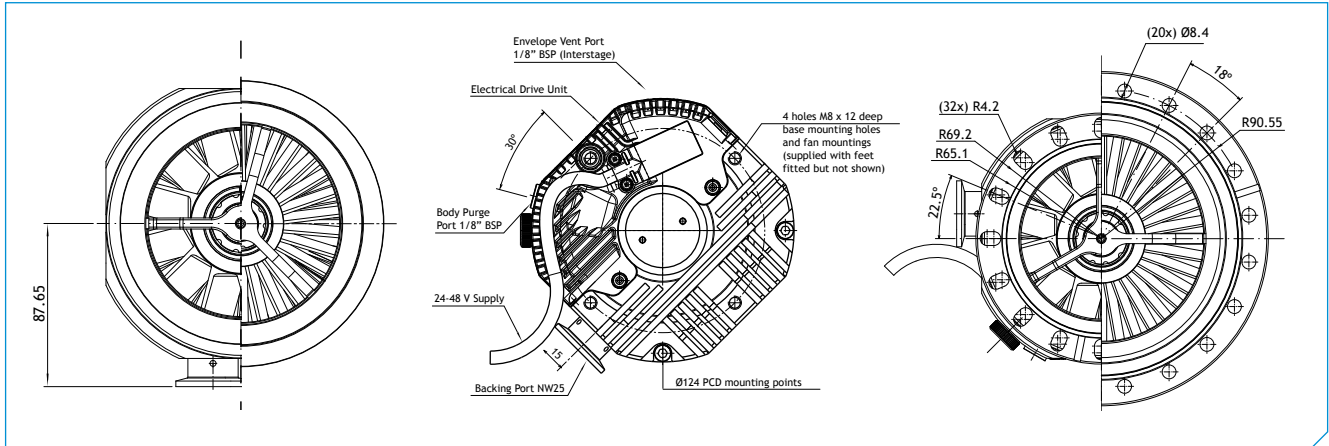 87.65
Envelope Vent Port
1/8” BSP (Interstage)
Electrical Drive Unit
30°
Body Purge
Port 1/8” BSP
24-48 V Supply
15
Backing Port NW25
4 holes M8 x 12 deep
base mounting holes
and fan mountings
(supplied with feet
fitted but not shown)
Ø124 PCD mounting points
(20x) Ø8.4
18°
(32x) R4.2
R69.2
R65.1
R90.55
22.5°